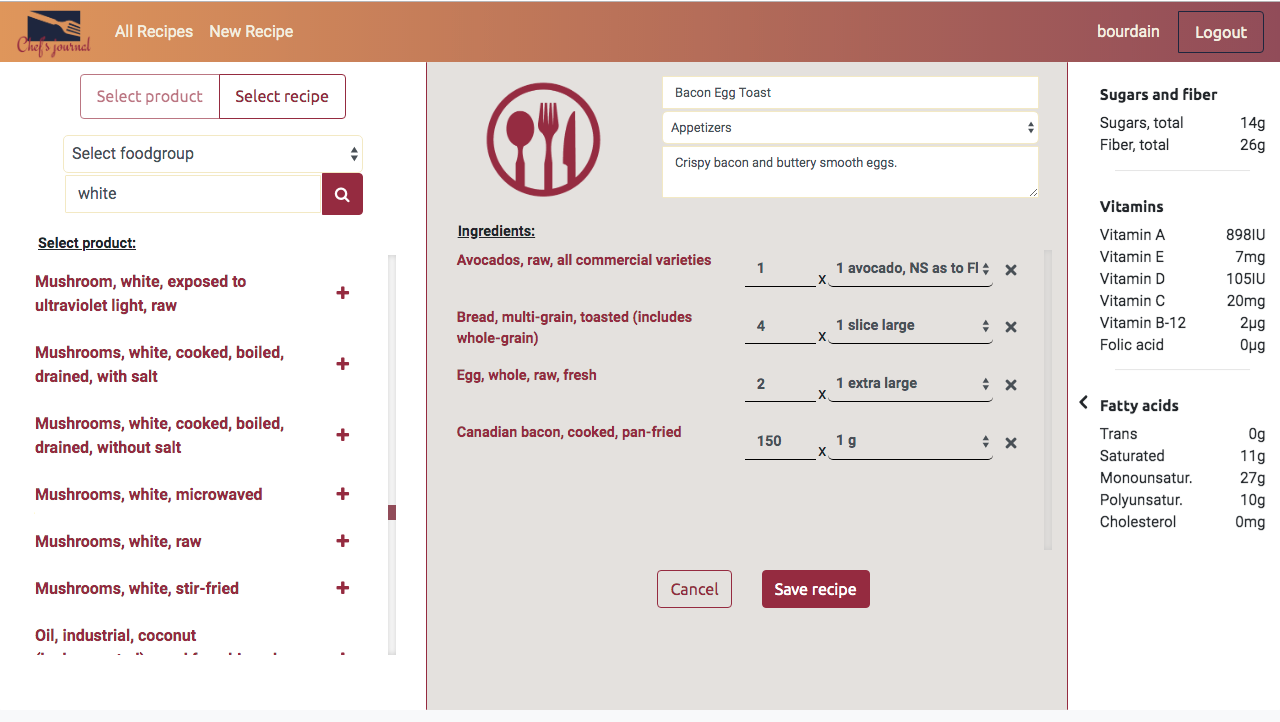 Chef's journal
All Recipes
New Recipe
bourdain
Logout
Select product
Select recipe
Select foodgroup
white
Select product:
Mushroom, white, exposed to
ultraviolet light, raw
Mushrooms, white, cooked, boiled,
drained, with salt
Mushrooms, white, cooked, boiled,
drained, without salt
Mushrooms, white, microwaved
Mushrooms, white, raw
Mushrooms, white, stir-fried
Oil, industrial, coconut
Bacon Egg Toast
Appetizers
Crispy bacon and buttery smooth eggs.
Ingredients:
Avocados, raw, all commercial varieties
1 x 1 avocado, NS as to Fl
Bread, multi-grain, toasted (includes
whole-grain)
4 x 1 slice large
Egg, whole, raw, fresh
2 x 1 extra large
Canadian bacon, cooked, pan-fried
150 x 1 g
Cancel
Save recipe
Sugars and fiber
Sugars, total 14g
Fiber, total 26g
Vitamins
Vitamin A 898IU
Vitamin E 7mg
Vitamin D 105IU
Vitamin C 20mg
Vitamin B-12 2µg
Folic acid 0µg
Fatty acids
Trans 0g
Saturated 11g
Monounsatur. 27g
Polyunsatur. 10g
Cholesterol 0mg